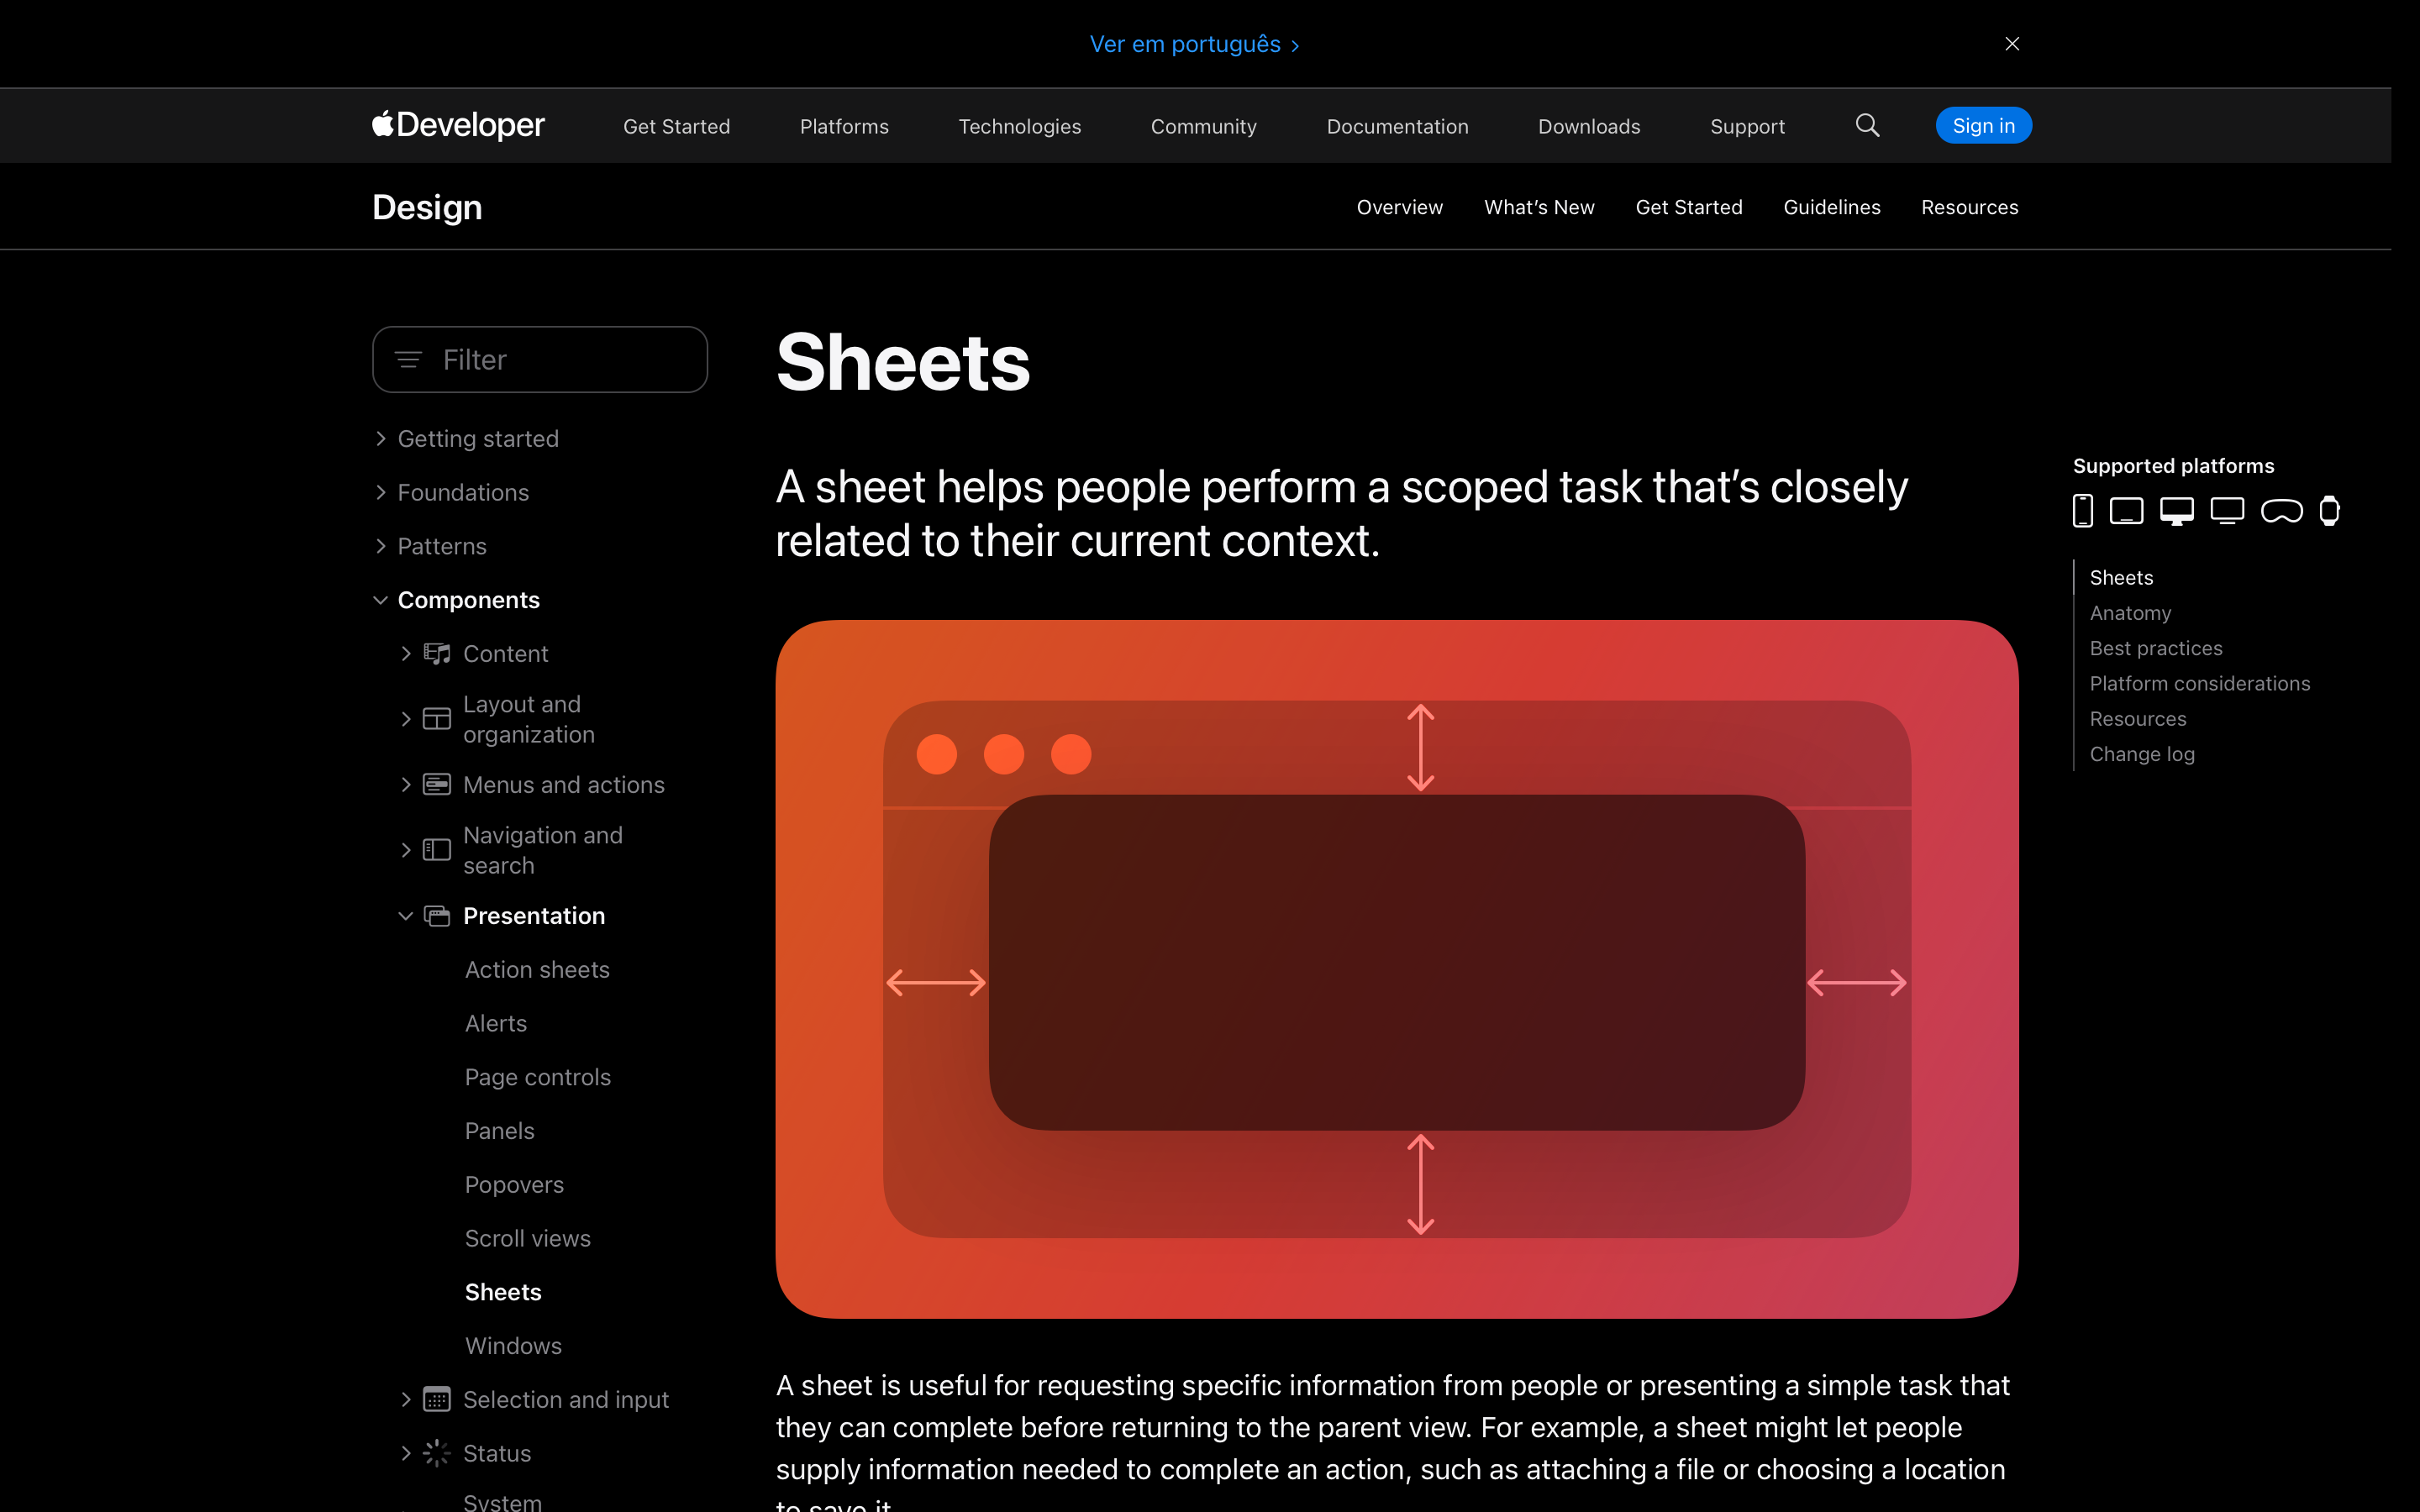 Ver em português
Developer
Get Started
Platforms
Technologies
Community
Documentation
Downloads
Support
Sign in
Design
Overview
What's New
Get Started
Guidelines
Resources
Filter
Getting started
Foundations
Patterns
Components
Content
Layout and
organization
Menus and actions
Navigation and
search
Presentation
Action sheets
Alerts
Page controls
Panels
Popovers
Scroll views
Sheets
Windows
Selection and input
Status
System
Sheets
A sheet helps people perform a scoped task that's closely
related to their current context.
A sheet is useful for requesting specific information from people or presenting a simple task that
they can complete before returning to the parent view. For example, a sheet might let people
supply information needed to complete an action, such as attaching a file or choosing a location
to save it.
Supported platforms
Sheets
Anatomy
Best practices
Platform considerations
Resources
Change log